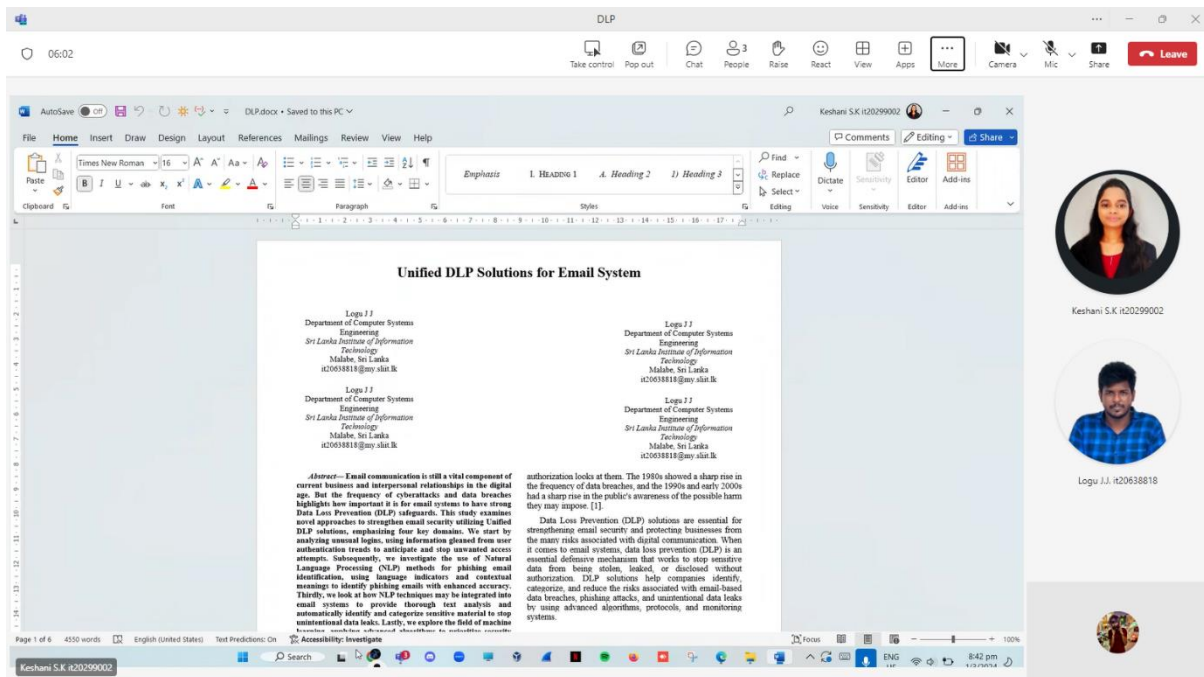 DLP
06:02
Take control Pop out Chat 3 People Raise React View Apps More Camera Mic Share Leave
AutoSave Off DLP.docx • Saved to this PC Keshani S.K it20299002
File Home Insert Draw Design Layout References Mailings Review View Help Comments Editing Share
Paste Times New Roman 16 Emphasis I. HEADING 1 A. Heading 2 1) Heading 3 Find Replace Select Dictate Sensitivity Editor Add-ins
Clipboard Font Paragraph Styles Editing Voice Sensitivity Editor Add-ins
Unified DLP Solutions for Email System
Logu J J
Department of Computer Systems
Engineering
Sri Lanka Institute of Information
Technology
Malabe, Sri Lanka
it20638818@my.sliit.lk
Logu J J
Department of Computer Systems
Engineering
Sri Lanka Institute of Information
Technology
Malabe, Sri Lanka
it20638818@my.sliit.lk
Logu J J
Department of Computer Systems
Engineering
Sri Lanka Institute of Information
Technology
Malabe, Sri Lanka
it20638818@my.sliit.lk
Logu J J
Department of Computer Systems
Engineering
Sri Lanka Institute of Information
Technology
Malabe, Sri Lanka
it20638818@my.sliit.lk
Abstract— Email communication is still a vital component of
current business and interpersonal relationships in the digital
age. But the frequency of cyberattacks and data breaches
highlights how important it is for email systems to have strong
Data Loss Prevention (DLP) safeguards. This study examines
novel approaches to strengthen email security utilizing Unified
DLP solutions, emphasizing four key domains. We start by
analyzing unusual logins, using information gleaned from user
authentication trends to anticipate and stop unwanted access
attempts. Subsequently, we investigate the use of Natural
Language Processing (NLP) methods for phishing email
identification, using language indicators and contextual
meanings to identify phishing emails with enhanced accuracy.
Thirdly, we look at how NLP techniques may be integrated into
email systems to provide thorough text analysis and
automatically identify and categorize sensitive material to stop
unintentional data leaks. Lastly, we explore the field of machine
learning, applying advanced algorithms to prioritize security
authorization looks at them. The 1980s showed a sharp rise in
the frequency of data breaches, and the 1990s and early 2000s
had a sharp rise in the public's awareness of the possible harm
they may impose. [1].
Data Loss Prevention (DLP) solutions are essential for
strengthening email security and protecting businesses from
the many risks associated with digital communication. When
it comes to email systems, data loss prevention (DLP) is an
essential defensive mechanism that works to stop sensitive
data from being stolen, leaked, or disclosed without
authorization. DLP solutions help companies identify,
categorize, and reduce the risks associated with email-based
data breaches, phishing attacks, and unintentional data leaks
by using advanced algorithms, protocols, and monitoring
systems.
Page 1 of 6 4550 words English (United States) Text Predictions: On Accessibility: Investigate Focus 100%
Keshani S.K it20299002
Search ENG US 8:42 pm 1/3/2024
Keshani S.K it20299002
Logu J.J. it20638818